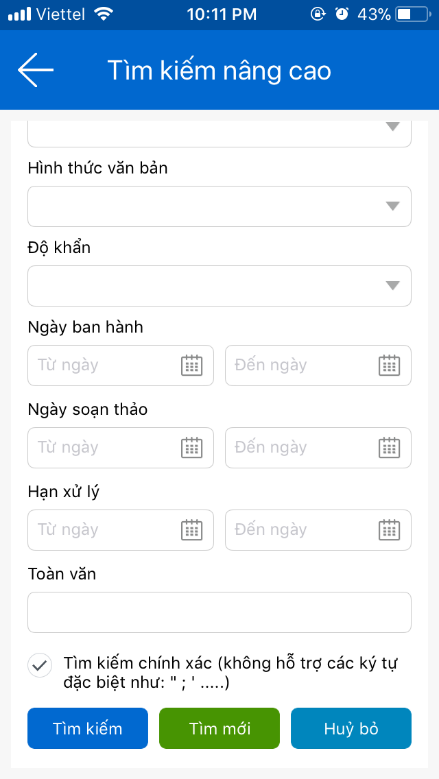 Viettel 10:11 PM 43%
Tìm kiếm nâng cao
Hình thức văn bản
Độ khẩn
Ngày ban hành
Từ ngày Đến ngày
Ngày soạn thảo
Từ ngày Đến ngày
Hạn xử lý
Từ ngày Đến ngày
Toàn văn
Tìm kiếm chính xác (không hỗ trợ các ký tự
đặc biệt như: " ; ' .....)
Tìm kiếm Tìm mới Huỷ bỏ